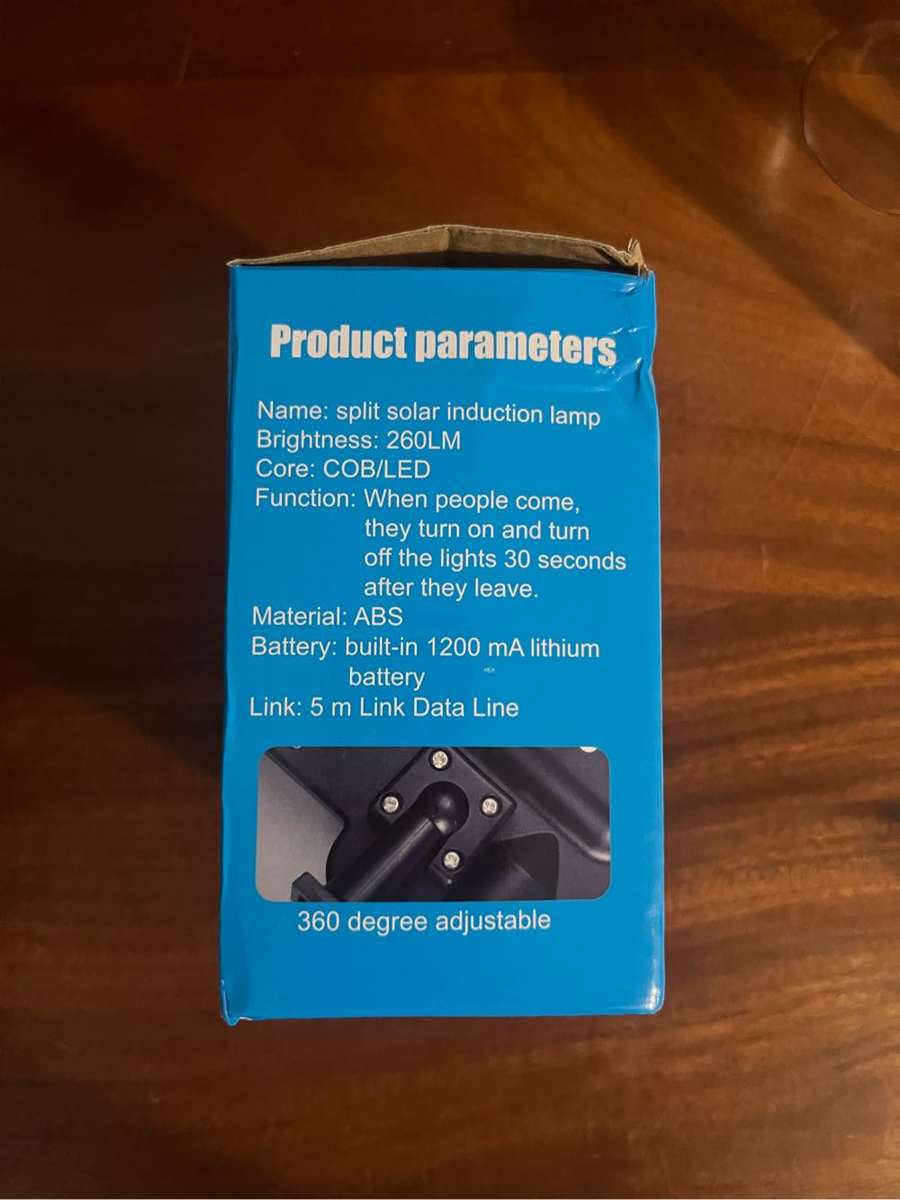 Product parameters
Name: split solar induction lamp
Brightness: 260LM
Core: COB/LED
Function: When people come,
they turn on and turn
off the lights 30 seconds
after they leave.
Material: ABS
Battery: built-in 1200 mA lithium
battery
Link: 5 m Link Data Line
360 degree adjustable